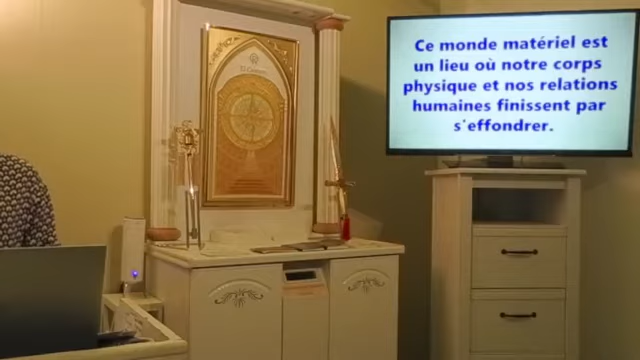 Ce monde matériel est
un lieu où notre corps
physique et nos relations
humaines finissent par
s'effondrer.